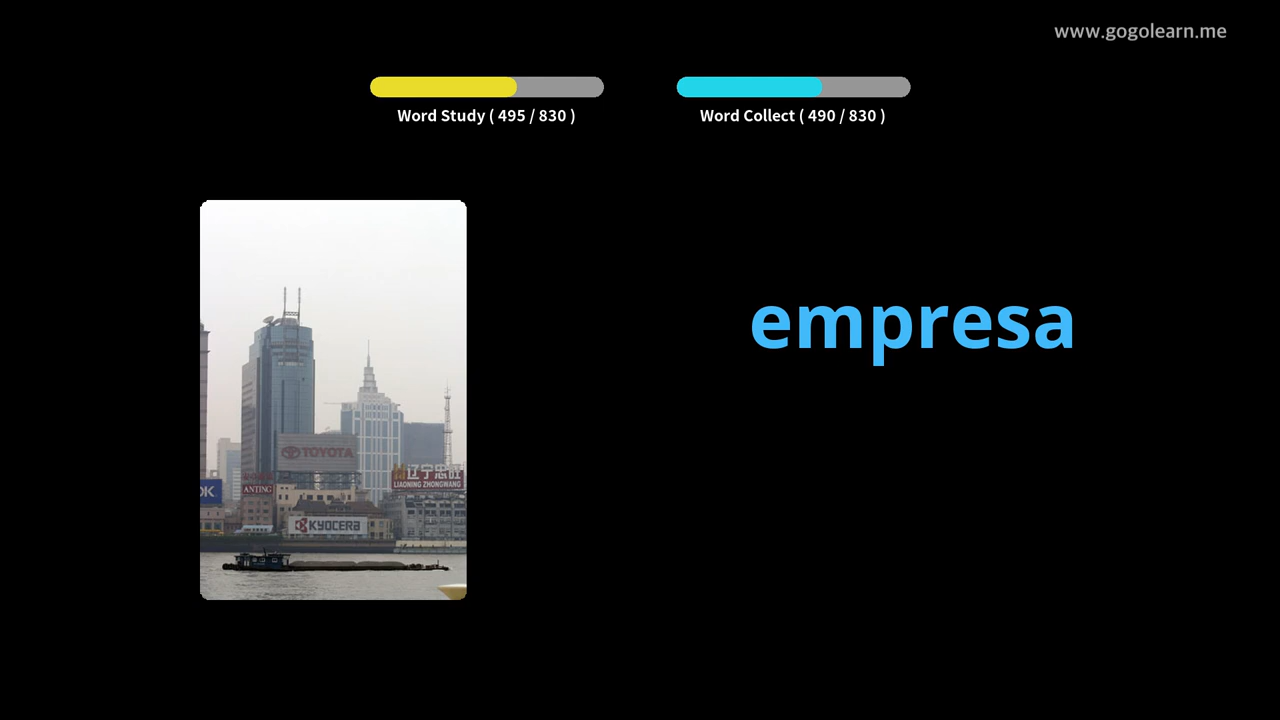 www.gogolearn.me
Word Study ( 495 / 830 )
Word Collect ( 490 / 830 )
empresa
TOYOTA
辽宁忠旺
LIAONING ZHONGWANG
OK
ANTING
KYOCERA